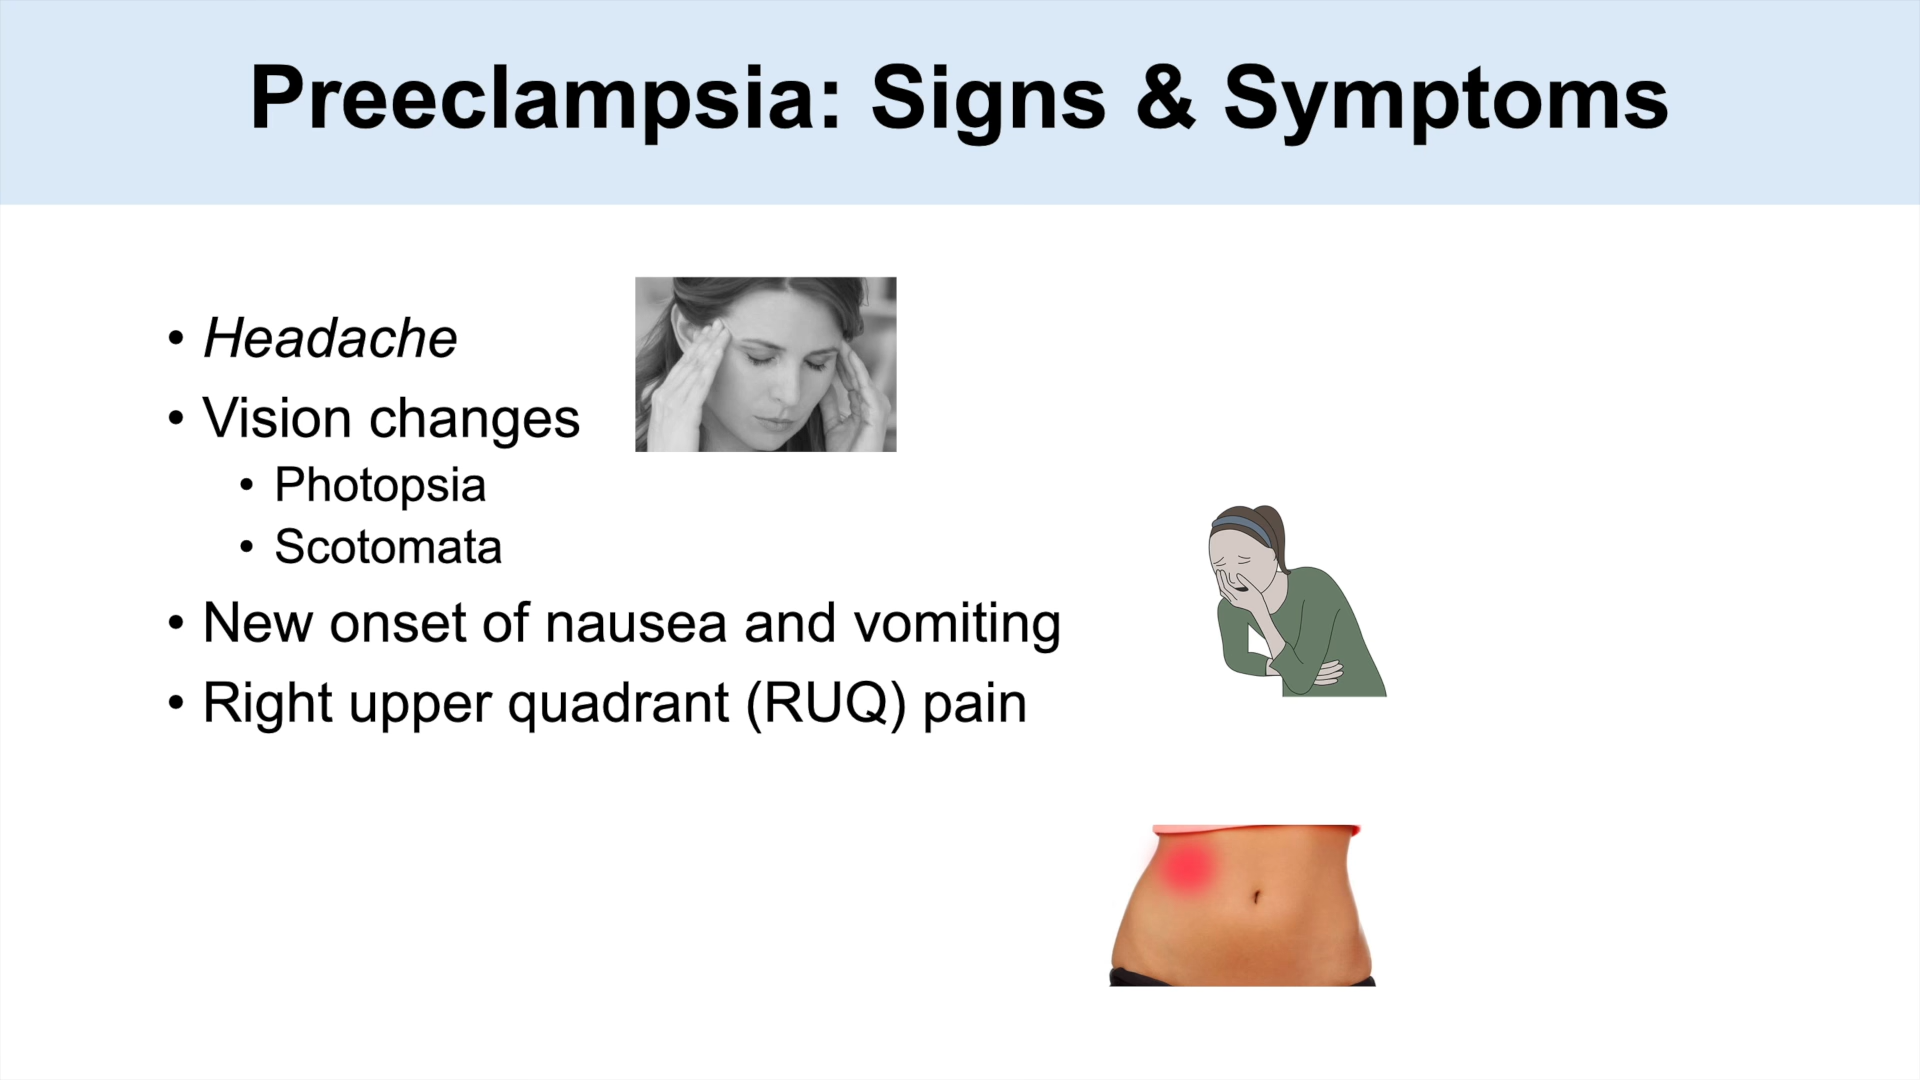 Preeclampsia: Signs & Symptoms
• Headache
• Vision changes
• Photopsia
• Scotomata
• New onset of nausea and vomiting
• Right upper quadrant (RUQ) pain